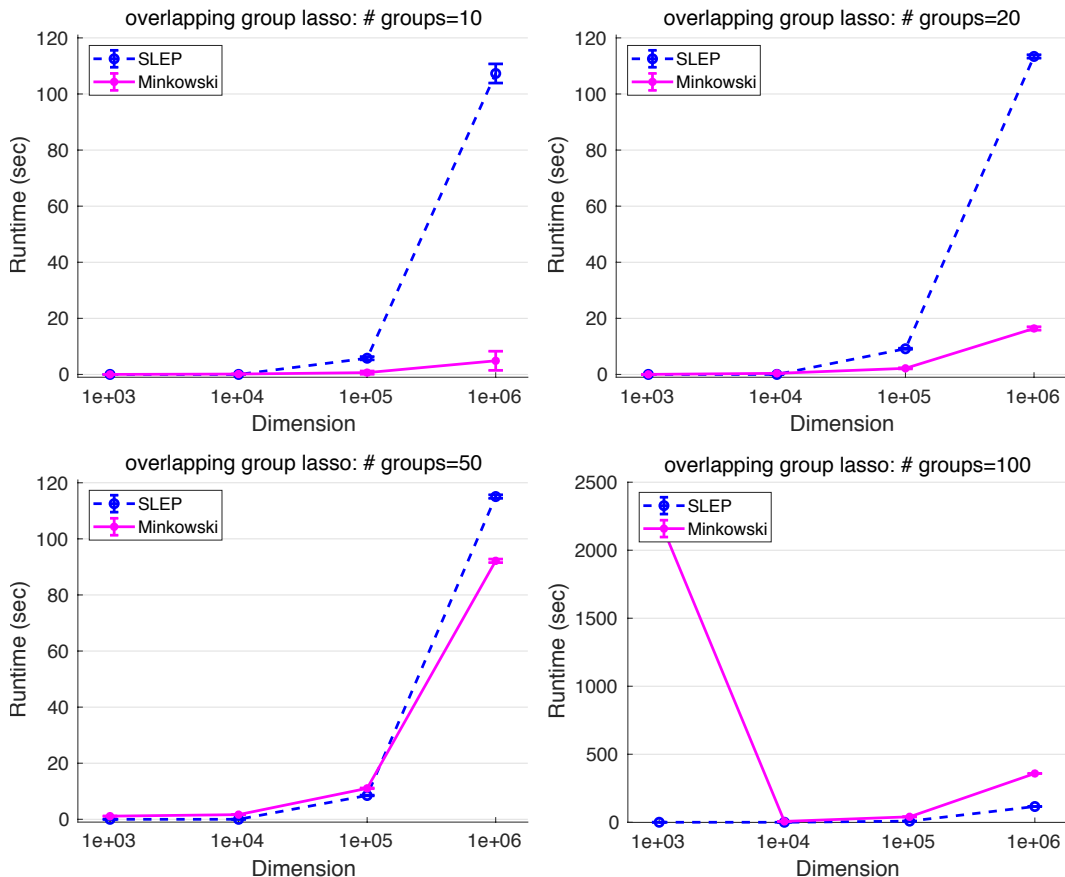 overlapping group lasso: # groups=10
120
100
80
60
40
20
0
Runtime (sec)
SLEP
Minkowski
1e+03 1e+04 1e+05 1e+06
Dimension
overlapping group lasso: # groups=20
120
100
80
60
40
20
0
Runtime (sec)
SLEP
Minkowski
1e+03 1e+04 1e+05 1e+06
Dimension
overlapping group lasso: # groups=50
120
100
80
60
40
20
0
Runtime (sec)
SLEP
Minkowski
1e+03 1e+04 1e+05 1e+06
Dimension
overlapping group lasso: # groups=100
2500
2000
1500
1000
500
0
Runtime (sec)
SLEP
Minkowski
1e+03 1e+04 1e+05 1e+06
Dimension